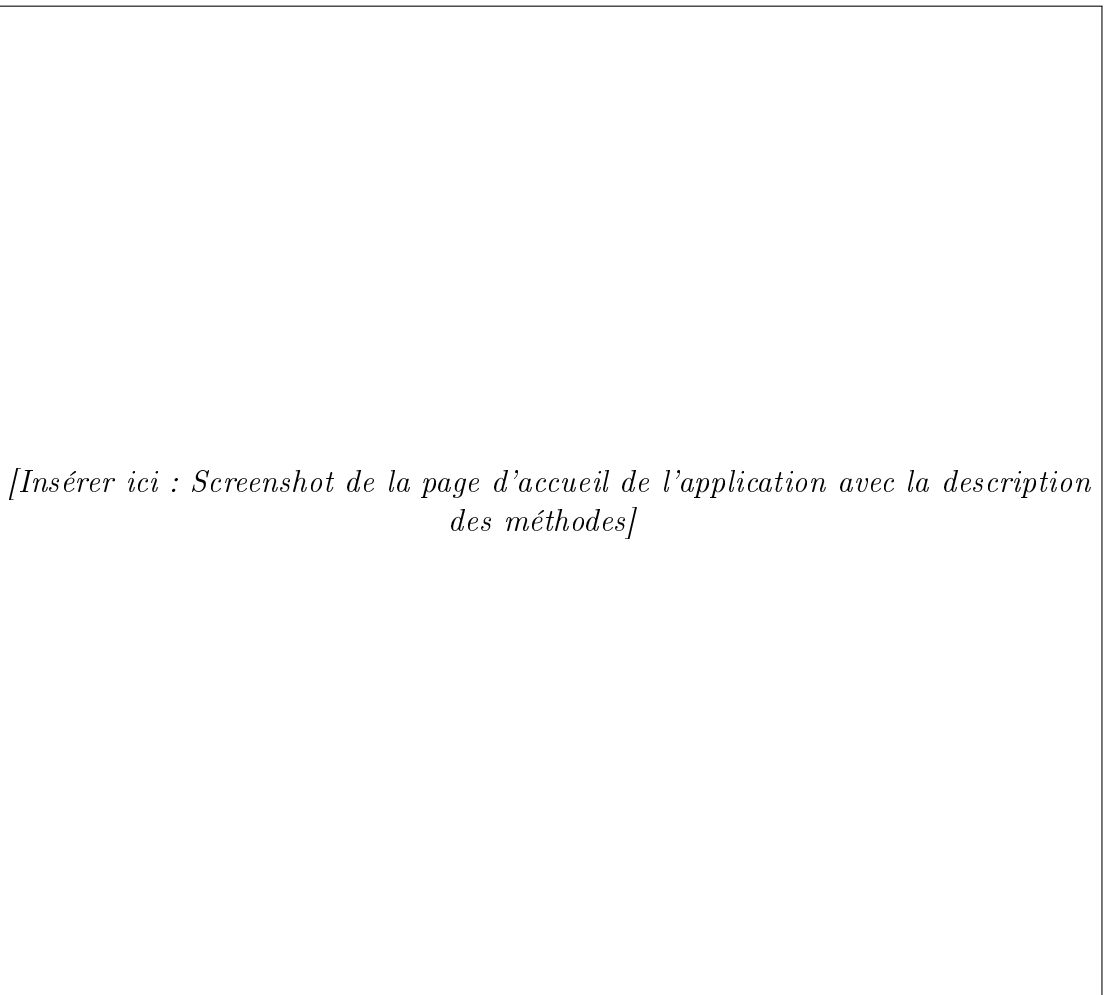 [Insérer ici : Screenshot de la page d'accueil de l'application avec la description
des méthodes]